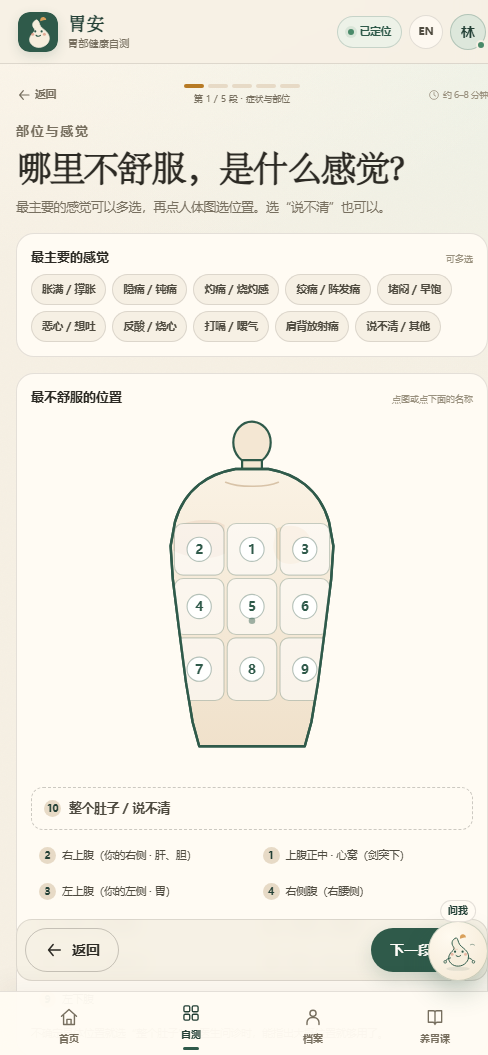 胃安
胃部健康自测
已定位
EN
林
返回
第 1 / 5 段 · 症状与部位
约 6–8 分钟
部位与感觉
哪里不舒服，是什么感觉？
最主要的感觉可以多选，再点人体图选位置。选“说不清”也可以。
最主要的感觉
可多选
胀满 / 撑胀
隐痛 / 钝痛
灼痛 / 烧灼感
绞痛 / 阵发痛
堵闷 / 早饱
恶心 / 想吐
反酸 / 烧心
打嗝 / 嗳气
肩背放射痛
说不清 / 其他
最不舒服的位置
点图或点下面的名称
2
1
3
4
5
6
7
8
9
10 整个肚子 / 说不清
2 右上腹（你的右侧 · 肝、胆）
1 上腹正中 · 心窝（剑突下）
3 左上腹（你的左侧 · 胃）
4 右侧腹（右腰侧）
问我
返回
下一段
首页
自测
档案
养胃课